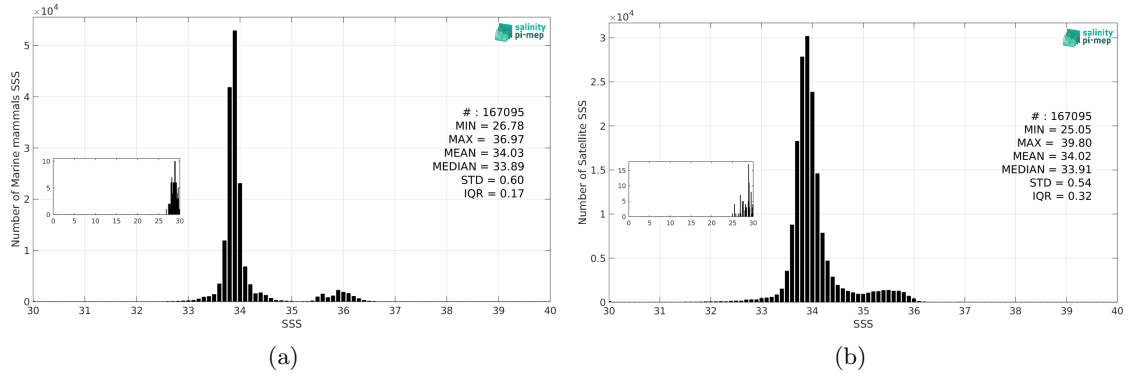 ×10⁴
salinity
pi-mep
Number of Marine mammals SSS
5
4
3
2
1
0
# : 167095
MIN = 26.78
MAX = 36.97
MEAN = 34.03
MEDIAN = 33.89
STD = 0.60
IQR = 0.17
10
5
0
0 5 10 15 20 25 30
30 31 32 33 34 35 36 37 38 39 40
SSS
(a)
×10⁴
salinity
pi-mep
Number of Satellite SSS
3
2.5
2
1.5
1
0.5
0
# : 167095
MIN = 25.05
MAX = 39.80
MEAN = 34.02
MEDIAN = 33.91
STD = 0.54
IQR = 0.32
15
10
5
0
0 5 10 15 20 25 30
30 31 32 33 34 35 36 37 38 39 40
SSS
(b)